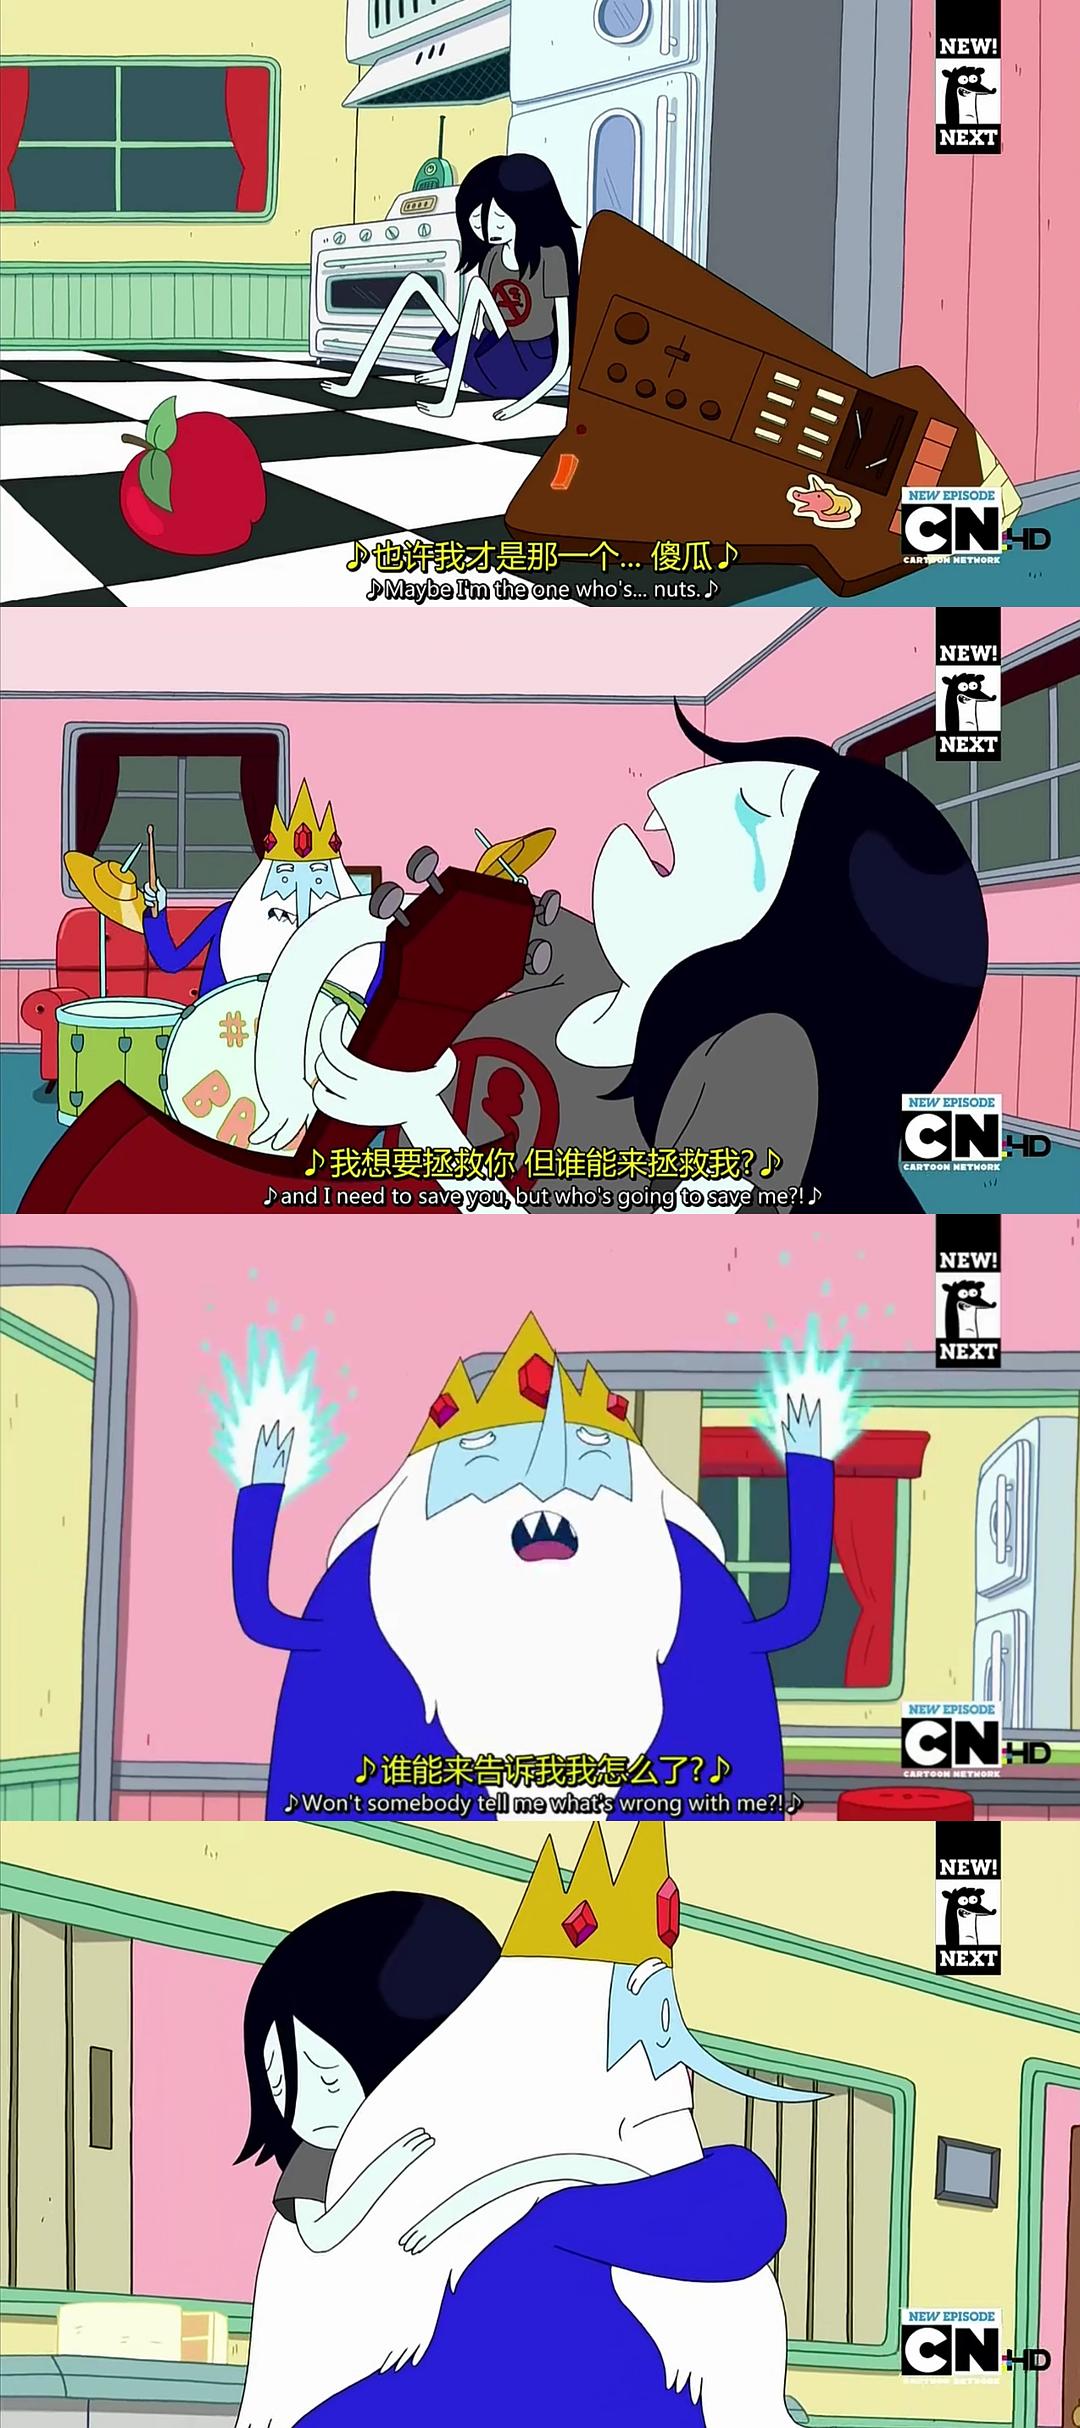 NEW!
NEXT
NEW EPISODE
CN HD
CARTOON NETWORK
♪也许我才是那一个... 傻瓜♪
♪Maybe I'm the one who's... nuts.♪
NEW!
NEXT
#
BA
NEW EPISODE
CN HD
CARTOON NETWORK
♪我想要拯救你 但谁能来拯救我?♪
♪and I need to save you, but who's going to save me?!♪
NEW!
NEXT
NEW EPISODE
CN HD
CARTOON NETWORK
♪谁能来告诉我我怎么了?♪
♪Won't somebody tell me what's wrong with me?!♪
NEW!
NEXT
NEW EPISODE
CN HD
CARTOON NETWORK